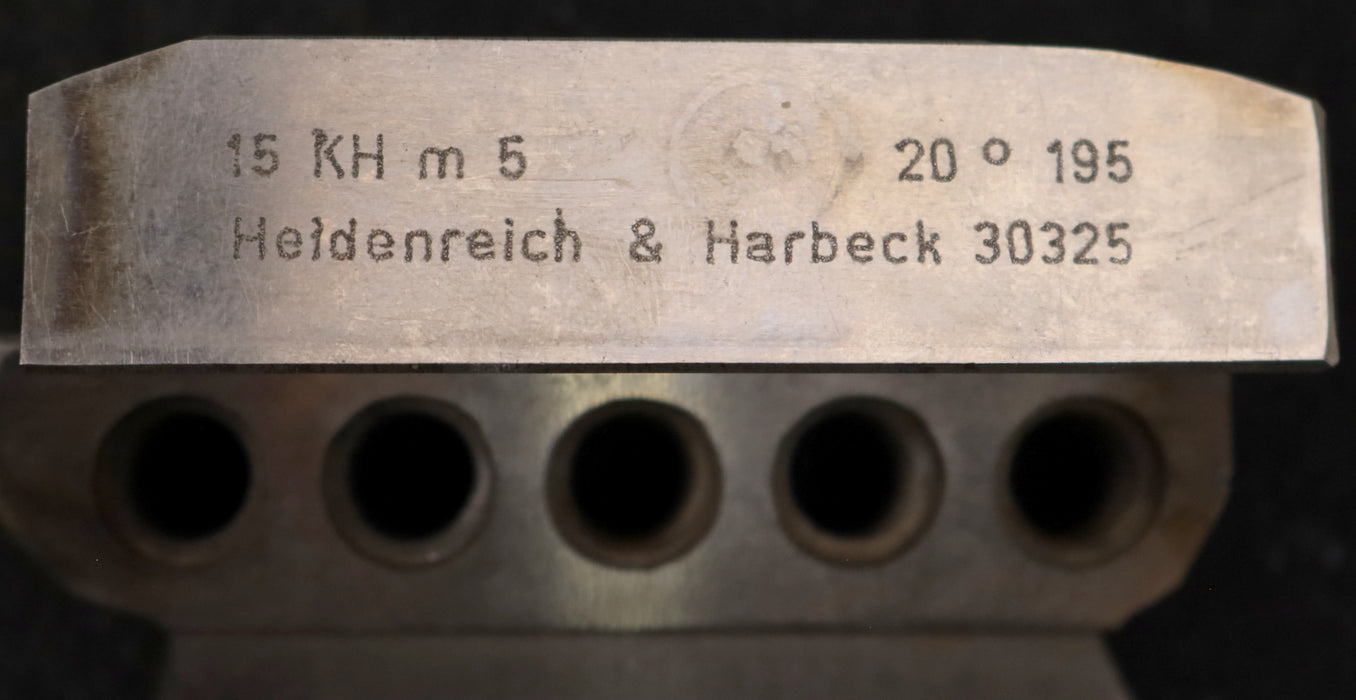 15 KH m 5 20 ° 195
Heidenreich & Harbeck 30325